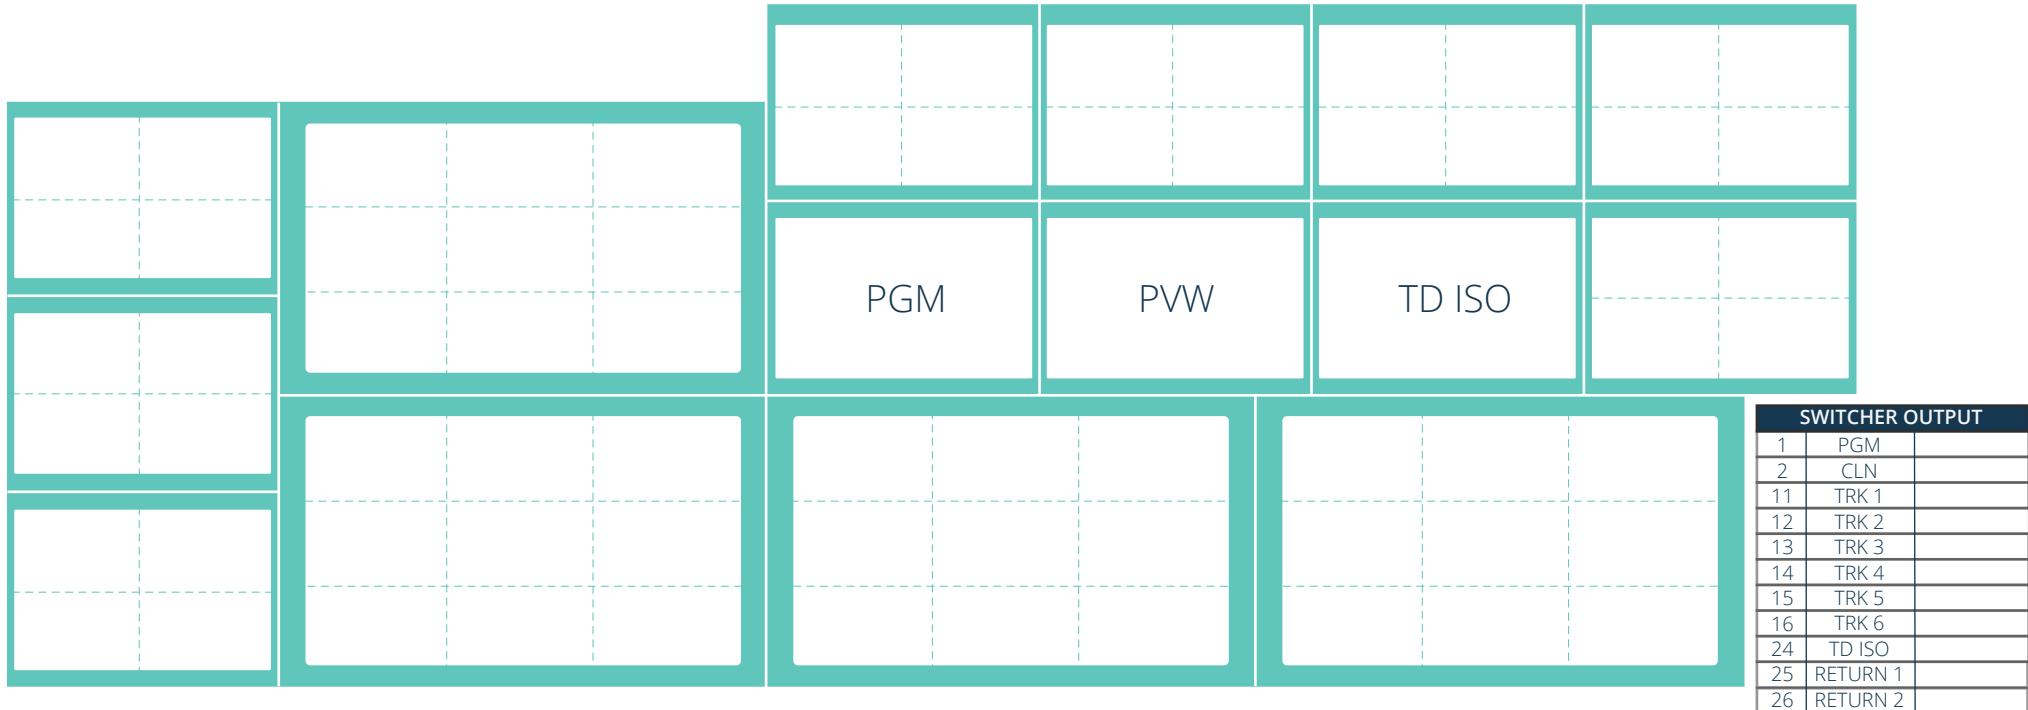 PGM PVW TD ISO
SWITCHER OUTPUT
1 PGM
2 CLN
11 TRK 1
12 TRK 2
13 TRK 3
14 TRK 4
15 TRK 5
16 TRK 6
24 TD ISO
25 RETURN 1
26 RETURN 2